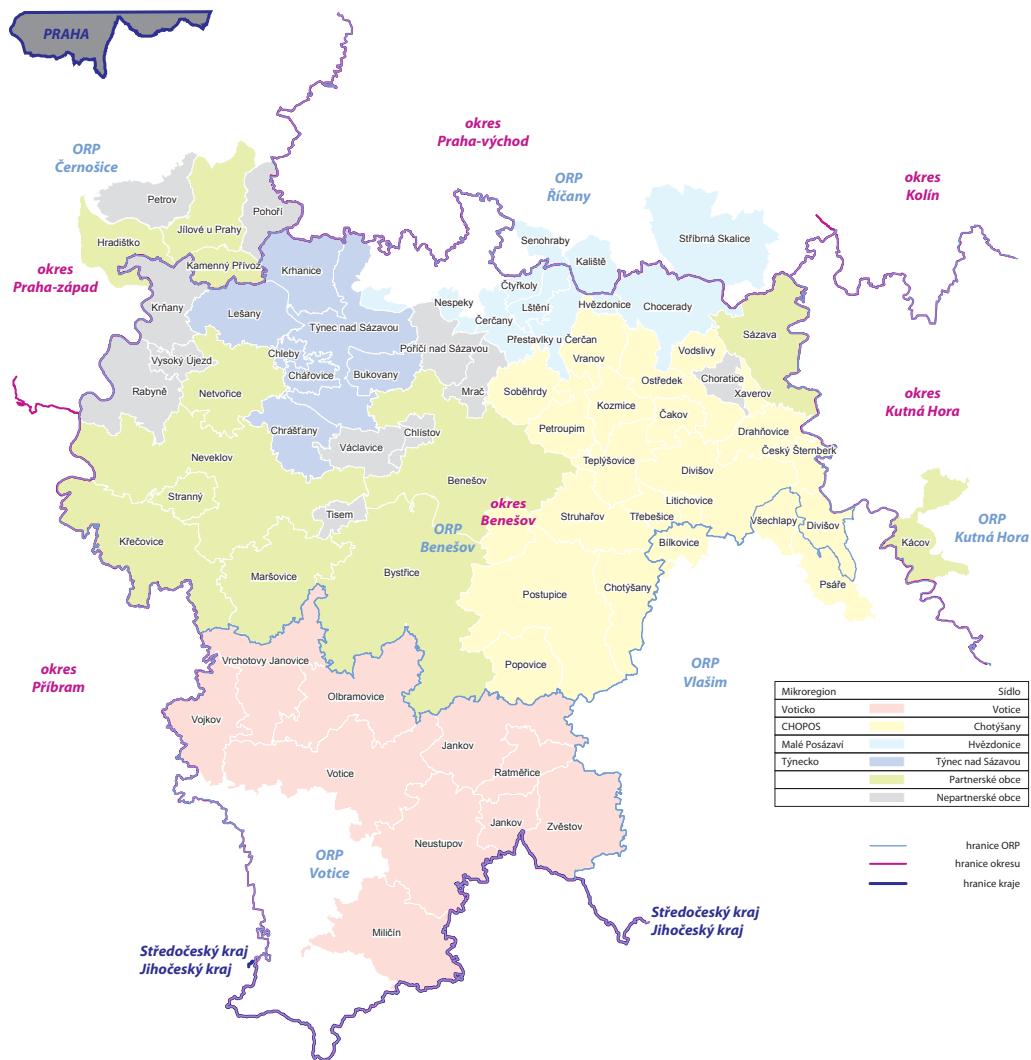 PRAHA
okres
Praha-východ
ORP
Černošice
ORP
Říčany
okres
Kolín
Petrov
Pohoří
Jílové u Prahy
Hradištko
Stříbrná Skalice
Senohraby
Kaliště
Kamenný Přívoz
Krhanice
okres
Praha-západ
Čtyřkoly
Krňany
Nespeky
Lštění
Hvězdonice
Chocerady
Lešany
Týnec nad Sázavou
Čerčany
Sázava
Přestavlky u Čerčan
Chleby
Poříčí nad Sázavou
Vysoký Újezd
Vranov
Vodslivy
Chářovice
Bukovany
Ostředek
Choratice
Rabyně
Netvořice
Mrač
Soběhrdy
Xaverov
Kozmice
Čakov
okres
Kutná Hora
Chlístov
Chrášťany
Petroupim
Drahňovice
Václavice
Český Šternberk
Neveklov
Teplýšovice
Divišov
Benešov
Stranný
okres
Benešov
Litichovice
Tisem
Struhařov
Třebešice
Všechlapy
Divišov
ORP
Kutná Hora
ORP
Benešov
Křečovice
Bílkovice
Kácov
Maršovice
Bystřice
Chotýšany
Psáře
Postupice
okres
Příbram
Vrchotovy Janovice
Popovice
ORP
Vlašim
Olbramovice
Vojkov
Mikroregion Sídlo
Voticko Votice
CHOPOS Chotýšany
Malé Posázaví Hvězdonice
Týnecko Týnec nad Sázavou
Partnerské obce
Nepartnerské obce
Jankov
Votice
Ratměřice
Jankov
Zvěstov
Neustupov
hranice ORP
hranice okresu
hranice kraje
ORP
Votice
Miličín
Středočeský kraj
Jihočeský kraj
Středočeský kraj
Jihočeský kraj